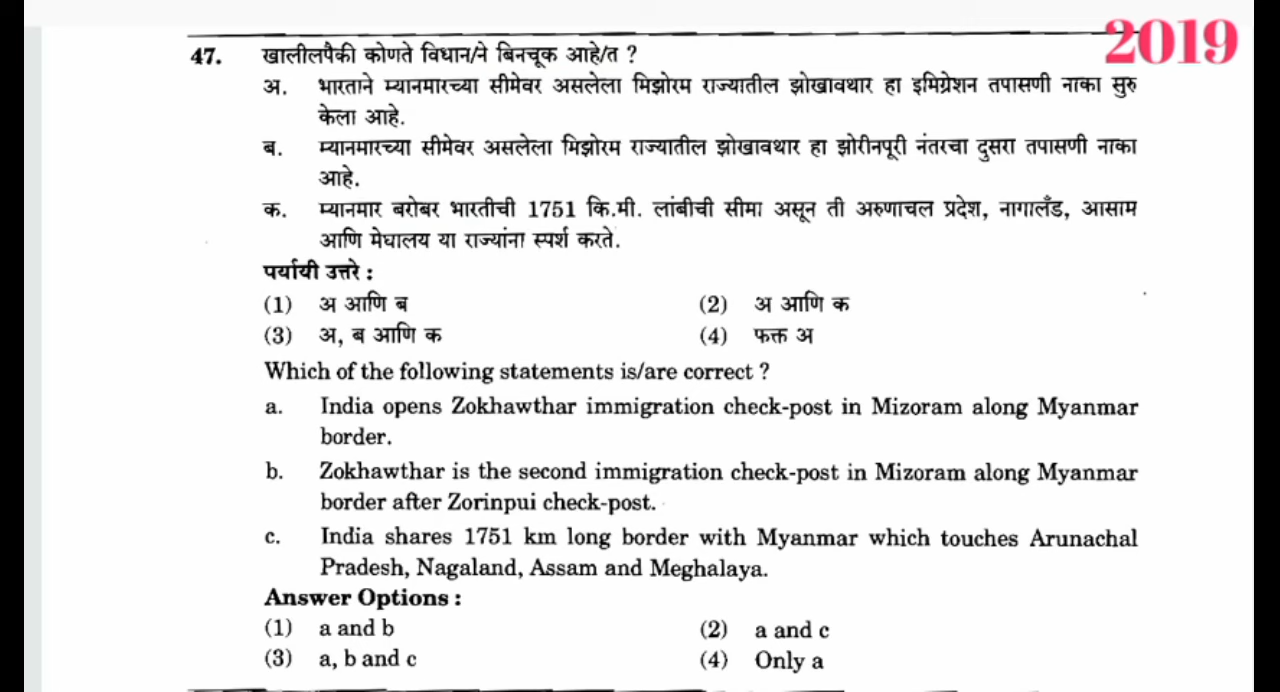 2019
47. खालीलपैकी कोणते विधान/ने बिनचूक आहे/त ?
अ. भारताने म्यानमारच्या सीमेवर असलेला मिझोरम राज्यातील झोखावथार हा इमिग्रेशन तपासणी नाका सुरु
केला आहे.
ब. म्यानमारच्या सीमेवर असलेला मिझोरम राज्यातील झोखावथार हा झोरीनपूरी नंतरचा दुसरा तपासणी नाका
आहे.
क. म्यानमार बरोबर भारतीची 1751 कि.मी. लांबीची सीमा असून ती अरुणाचल प्रदेश, नागालँड, आसाम
आणि मेघालय या राज्यांना स्पर्श करते.
पर्यायी उत्तरे :
(1) अ आणि ब (2) अ आणि क
(3) अ, ब आणि क (4) फक्त अ
Which of the following statements is/are correct ?
a. India opens Zokhawthar immigration check-post in Mizoram along Myanmar
border.
b. Zokhawthar is the second immigration check-post in Mizoram along Myanmar
border after Zorinpui check-post.
c. India shares 1751 km long border with Myanmar which touches Arunachal
Pradesh, Nagaland, Assam and Meghalaya.
Answer Options :
(1) a and b (2) a and c
(3) a, b and c (4) Only a